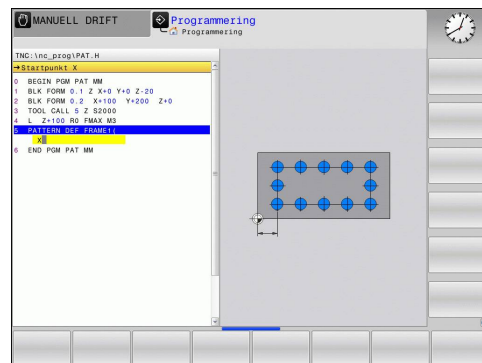 MANUELL DRIFT
Programmering
Programmering
TNC:\nc_prog\PAT.H
→Startpunkt X
0 BEGIN PGM PAT MM
1 BLK FORM 0.1 Z X+0 Y+0 Z-20
2 BLK FORM 0.2 X+100 Y+200 Z+0
3 TOOL CALL 5 Z S2000
4 L Z+100 R0 FMAX M3
5 PATTERN DEF FRAME1(
X
6 END PGM PAT MM